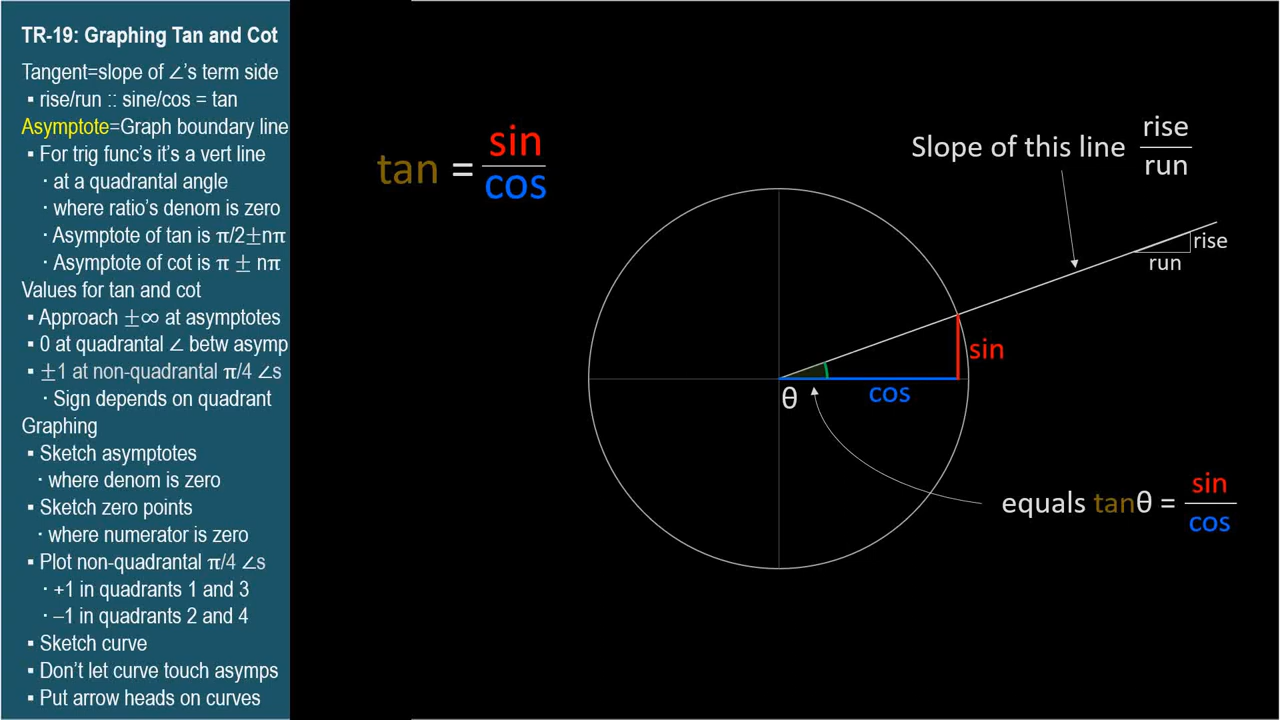 TR-19: Graphing Tan and Cot
Tangent=slope of ∠’s term side
▪ rise/run :: sine/cos = tan
Asymptote=Graph boundary line
▪ For trig func’s it’s a vert line
· at a quadrantal angle
· where ratio’s denom is zero
· Asymptote of tan is π/2±nπ
· Asymptote of cot is π ± nπ
Values for tan and cot
▪ Approach ±∞ at asymptotes
▪ 0 at quadrantal ∠ betw asymp
▪ ±1 at non-quadrantal π/4 ∠s
· Sign depends on quadrant
Graphing
▪ Sketch asymptotes
· where denom is zero
▪ Sketch zero points
· where numerator is zero
▪ Plot non-quadrantal π/4 ∠s
· +1 in quadrants 1 and 3
· –1 in quadrants 2 and 4
▪ Sketch curve
▪ Don’t let curve touch asymps
▪ Put arrow heads on curves
tan = sin
cos
Slope of this line rise
run
rise
run
sin
cos
θ
equals tanθ = sin
cos